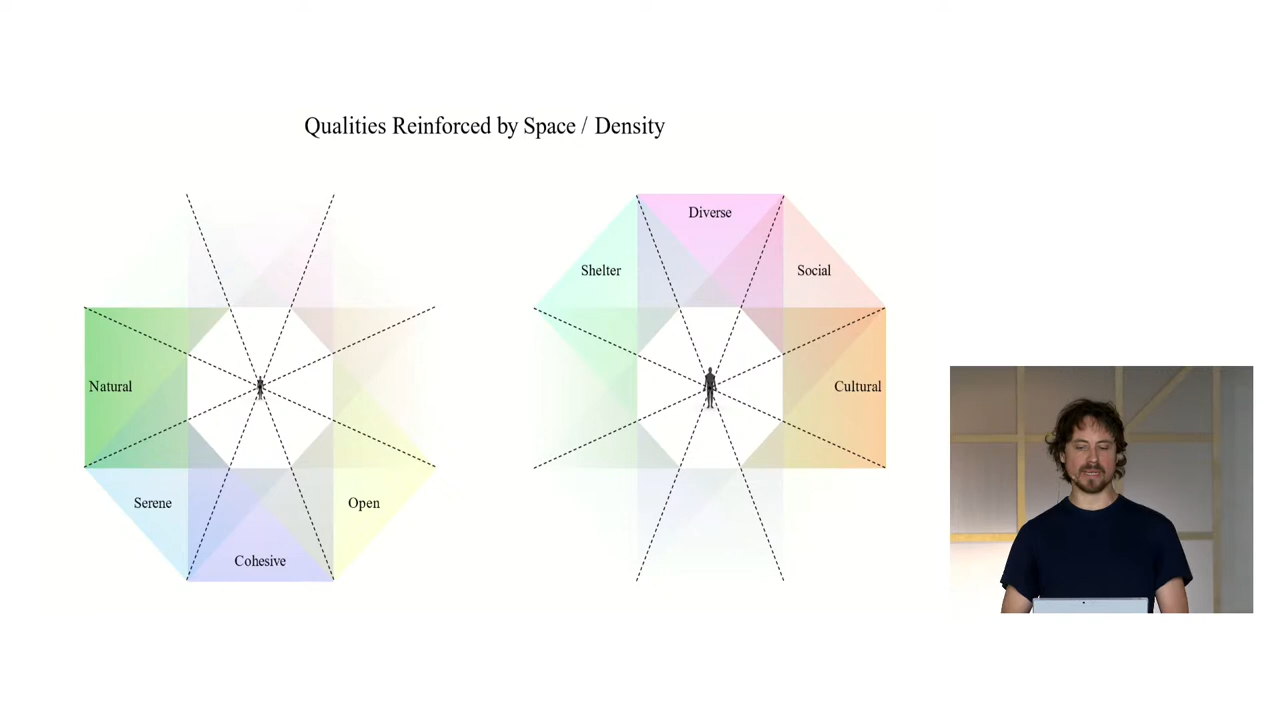 Qualities Reinforced by Space / Density
Natural
Serene
Cohesive
Open
Shelter
Diverse
Social
Cultural